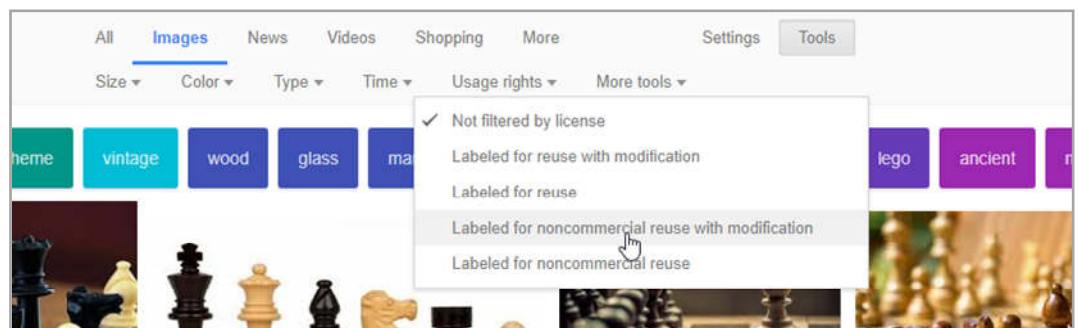 All Images News Videos Shopping More Settings Tools
Size Color Type Time Usage rights More tools
Not filtered by license
Labeled for reuse with modification
Labeled for reuse
Labeled for noncommercial reuse with modification
Labeled for noncommercial reuse
vintage wood glass lego ancient